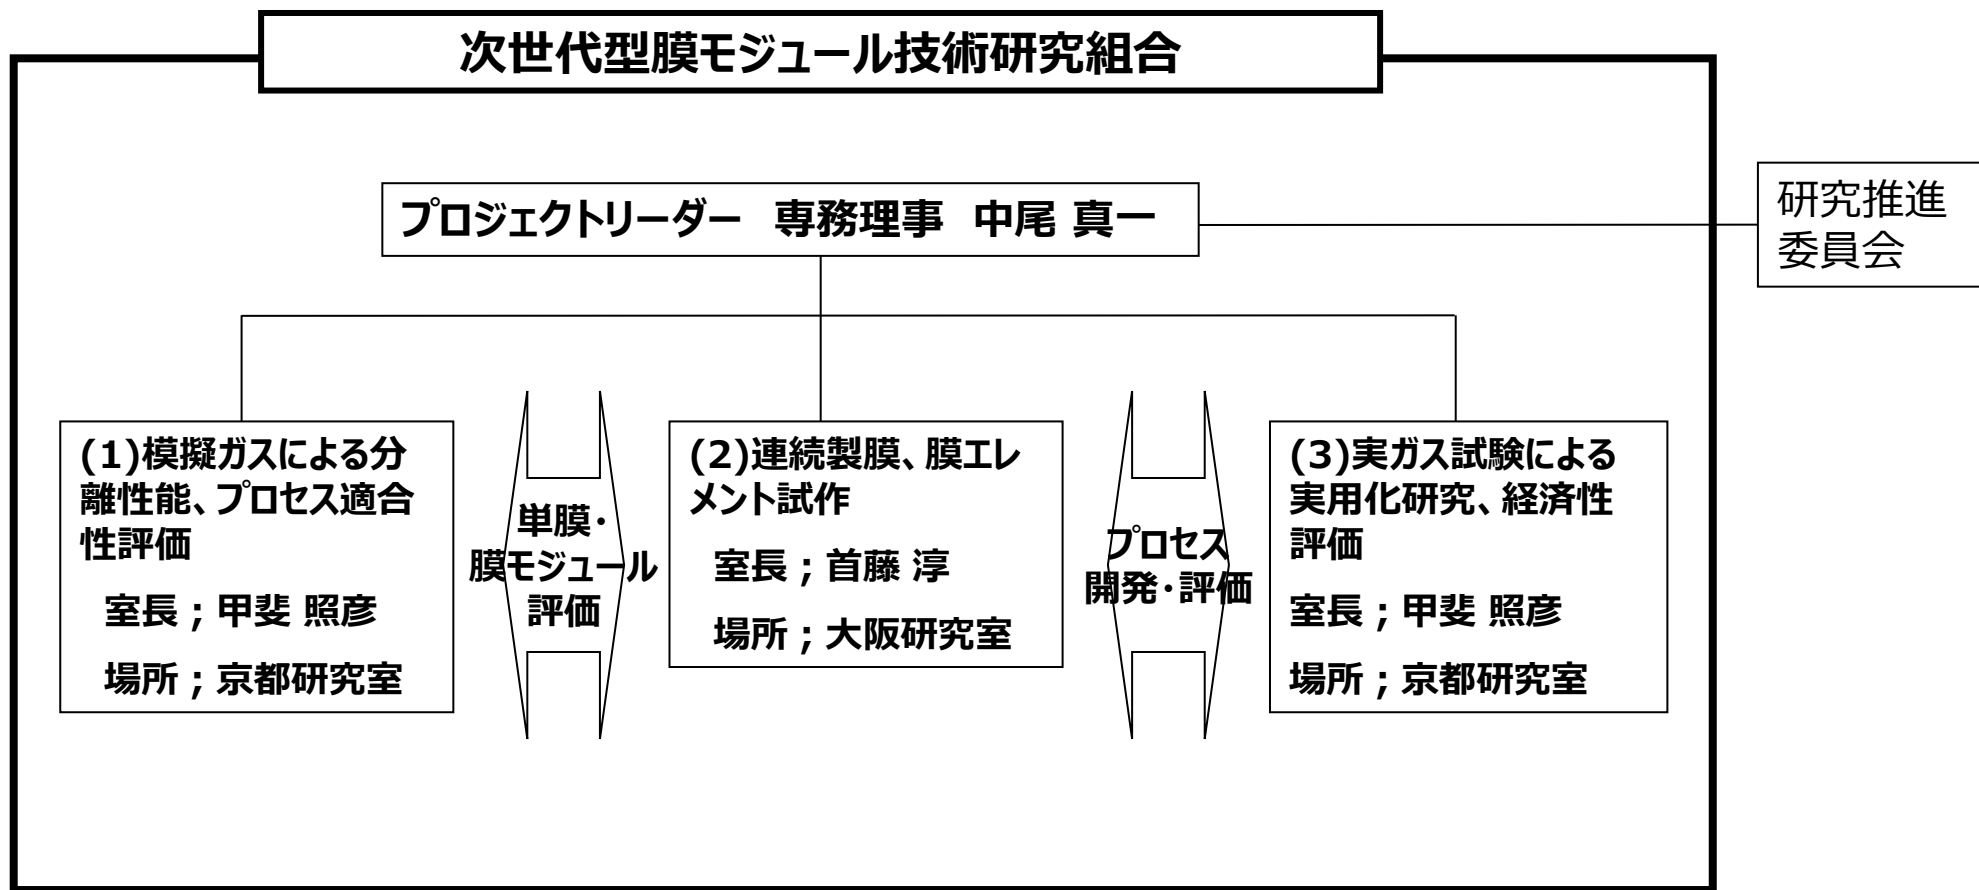 次世代型膜モジュール技術研究組合
プロジェクトリーダー　専務理事　中尾 真一
研究推進
委員会
(1)模擬ガスによる分
離性能、プロセス適合
性評価
室長；甲斐 照彦
場所；京都研究室
単膜・
膜モジュール
評価
(2)連続製膜、膜エレ
メント試作
室長；首藤 淳
場所；大阪研究室
プロセス
開発・評価
(3)実ガス試験による
実用化研究、経済性
評価
室長；甲斐 照彦
場所；京都研究室